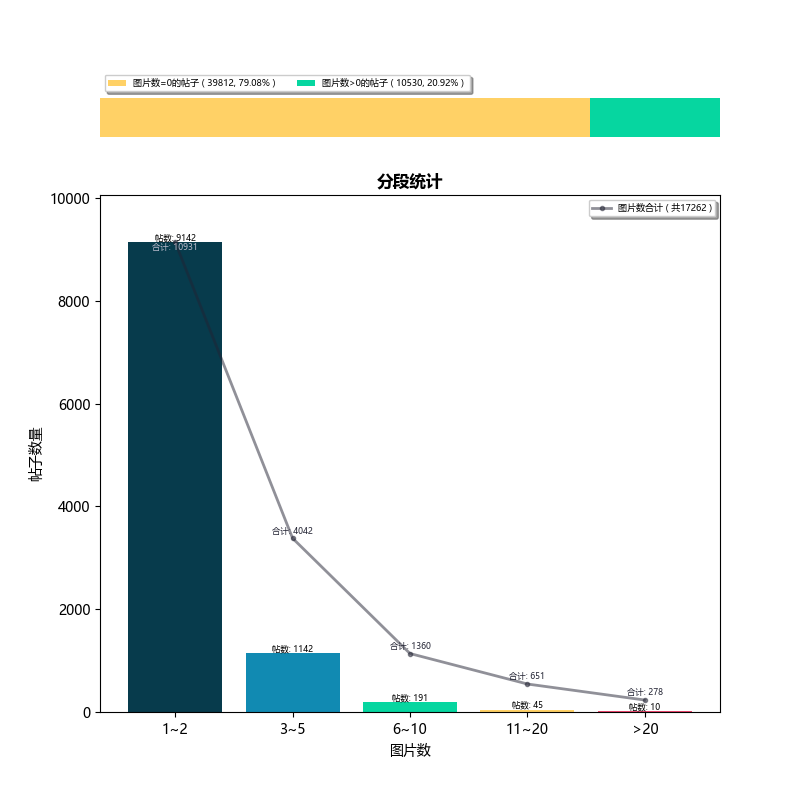 图片数=0的帖子 ( 39812, 79.08% ) 图片数>0的帖子 ( 10530, 20.92% )
分段统计
图片数合计 ( 共17262 )
10000
8000
6000
4000
2000
0
帖子数量
帖数: 9142
合计: 10931
合计: 4042
帖数: 1142
合计: 1360
帖数: 191
合计: 651
帖数: 45
合计: 278
帖数: 10
1~2 3~5 6~10 11~20 >20
图片数